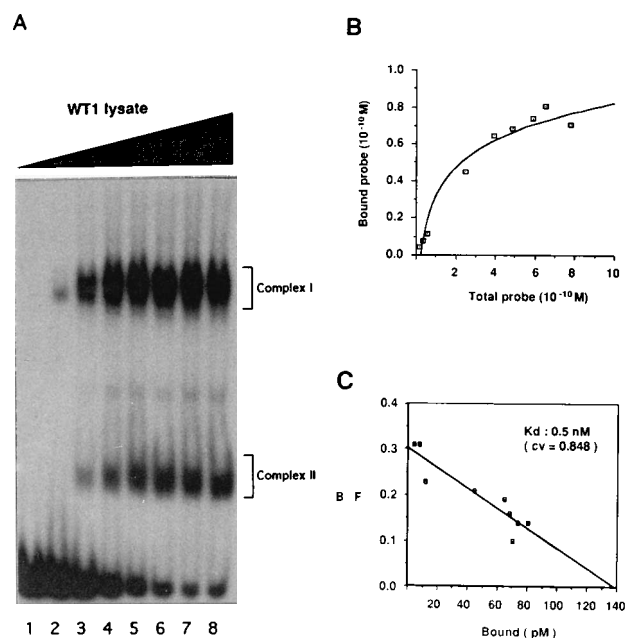 A
WT1 lysate
Complex I
Complex II
1 2 3 4 5 6 7 8
B
Bound probe (10⁻¹⁰ M)
1.0
0.8
0.6
0.4
0.2
0.0
2 4 6 8 10
Total probe (10⁻¹⁰ M)
C
0.4
0.3
0.2
0.1
0
B F
Kd : 0.5 nM
( cv = 0.848 )
20 40 60 80 100 120 140
Bound ( pM )